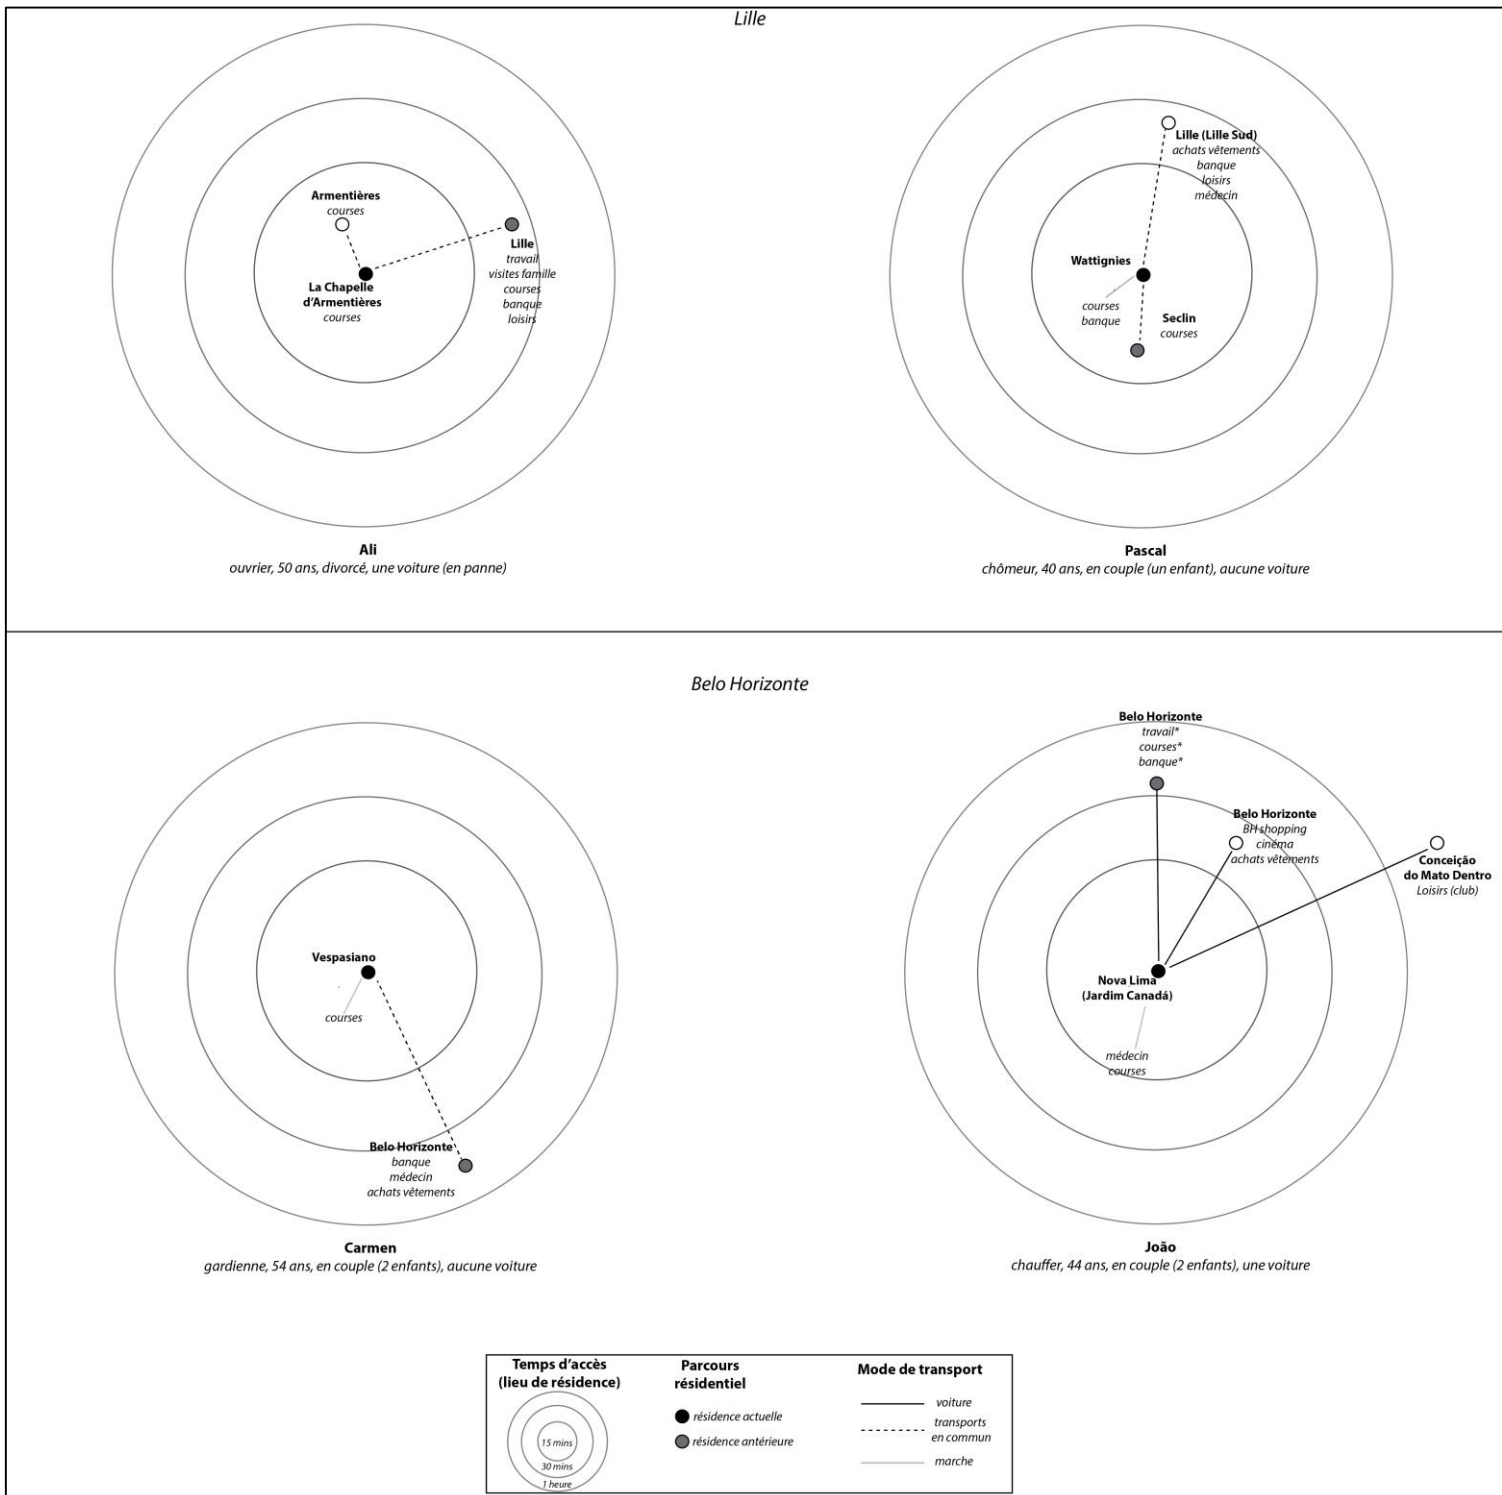 Lille
Armentières
courses
La Chapelle
d'Armentières
courses
Lille
travail
visites famille
courses
banque
loisirs
Ali
ouvrier, 50 ans, divorcé, une voiture (en panne)
Lille (Lille Sud)
achats vêtements
banque
loisirs
médecin
Wattignies
courses
banque
Seclin
courses
Pascal
chômeur, 40 ans, en couple (un enfant), aucune voiture
Belo Horizonte
Vespasiano
courses
Belo Horizonte
banque
médecin
achats vêtements
Carmen
gardienne, 54 ans, en couple (2 enfants), aucune voiture
Belo Horizonte
travail*
courses*
banque*
Belo Horizonte
BH shopping
cinéma
achats vêtements
Conceição
do Mato Dentro
Loisirs (club)
Nova Lima
(Jardim Canadá)
médecin
courses
João
chauffer, 44 ans, en couple (2 enfants), une voiture
Temps d'accès
(lieu de résidence)
15 mins
30 mins
1 heure
Parcours
résidentiel
résidence actuelle
résidence antérieure
Mode de transport
voiture
transports
en commun
marche